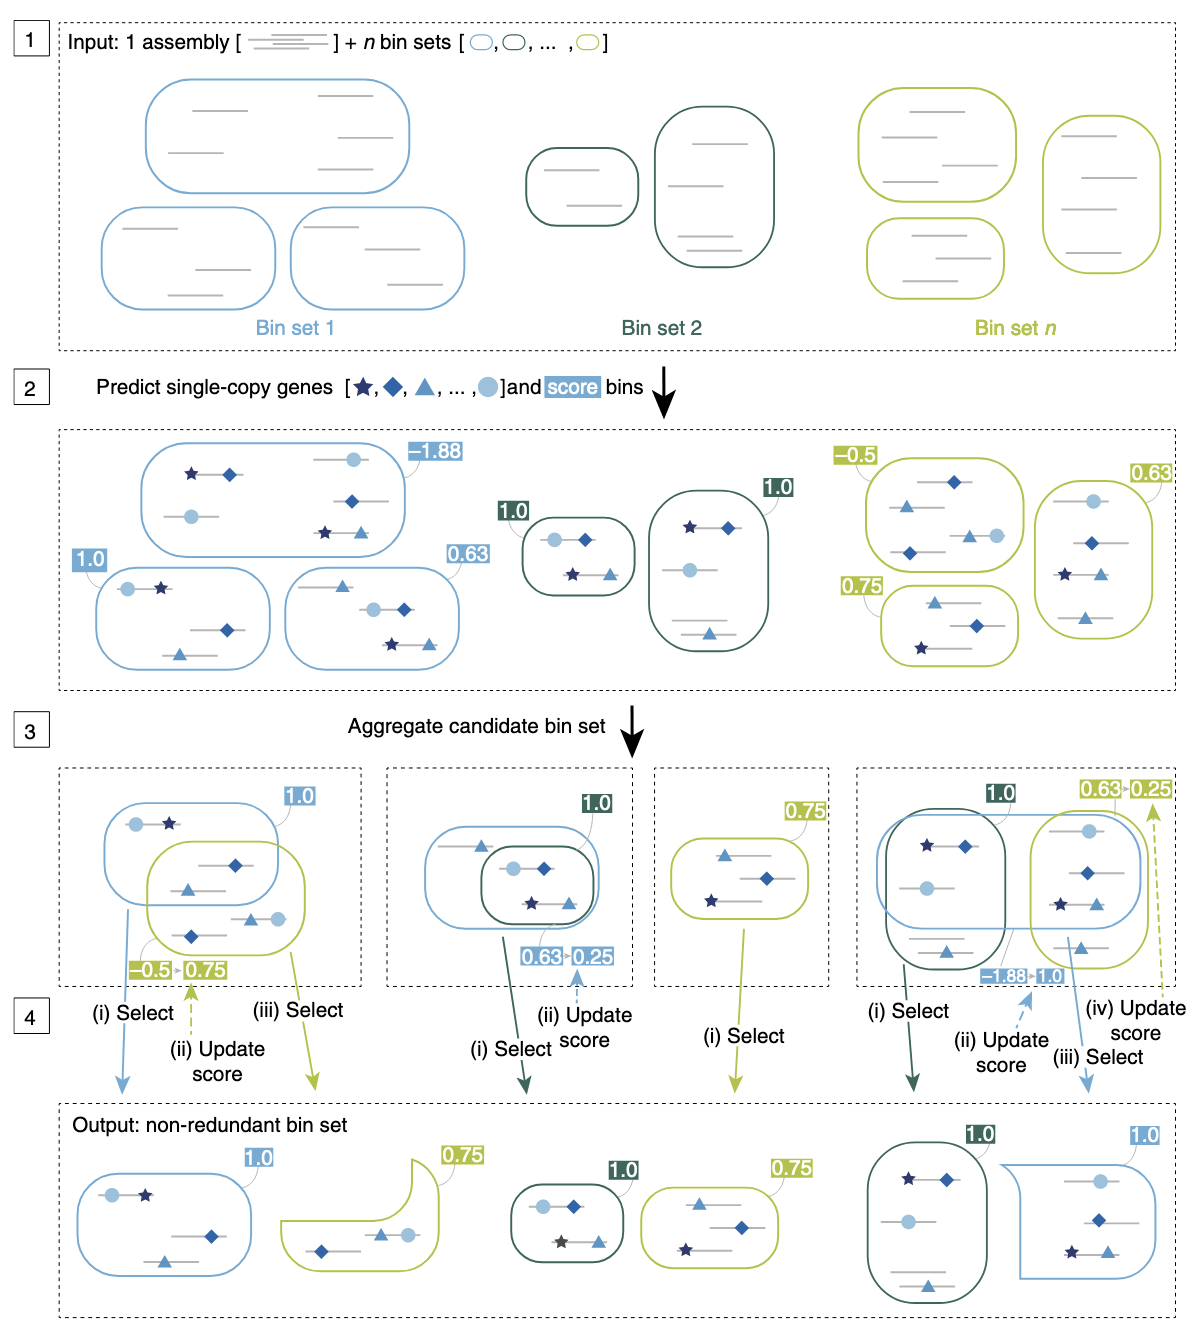 1
Input: 1 assembly [ ] + n bin sets [ , , ... , ]
Bin set 1
Bin set 2
Bin set n
2
Predict single-copy genes [ , , , ... , ]and score bins
–1.88
1.0
0.63
1.0
1.0
–0.5
0.63
0.75
3
Aggregate candidate bin set
1.0
–0.5 0.75
1.0
0.63 0.25
0.75
1.0
0.63 0.25
–1.88 1.0
4
(i) Select
(ii) Update
score
(iii) Select
(i) Select
(ii) Update
score
(i) Select
(i) Select
(ii) Update
score
(iii) Select
(iv) Update
score
Output: non-redundant bin set
1.0
0.75
1.0
0.75
1.0
1.0